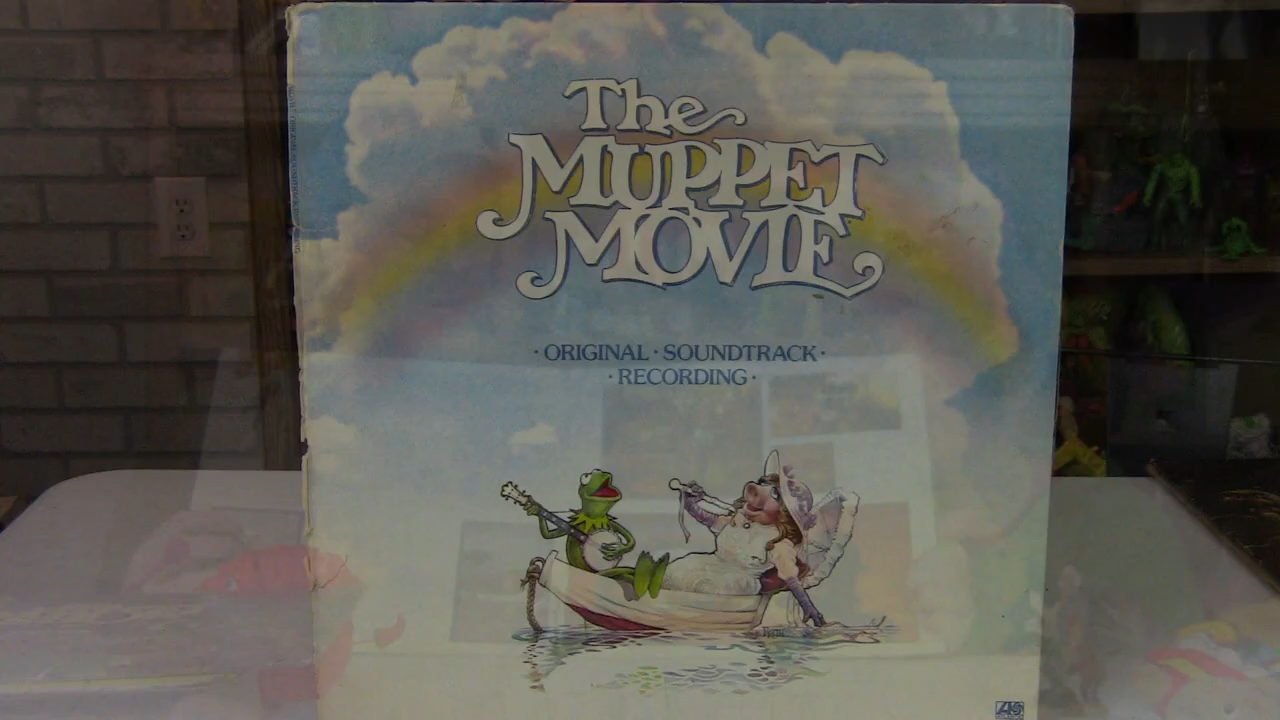 The
MUPPET
MOVIE
· ORIGINAL · SOUNDTRACK ·
· RECORDING ·